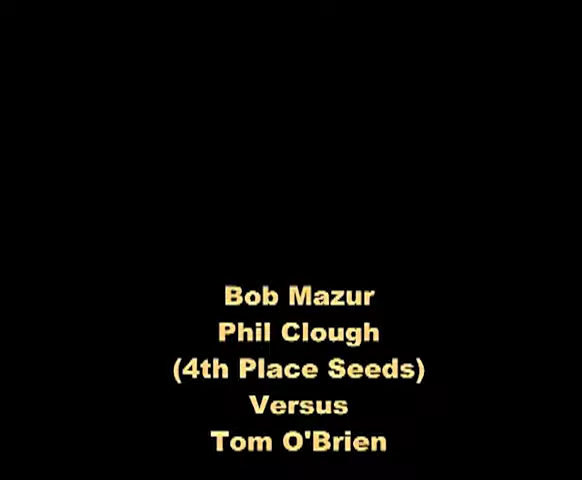 Bob Mazur
Phil Clough
(4th Place Seeds)
Versus
Tom O'Brien